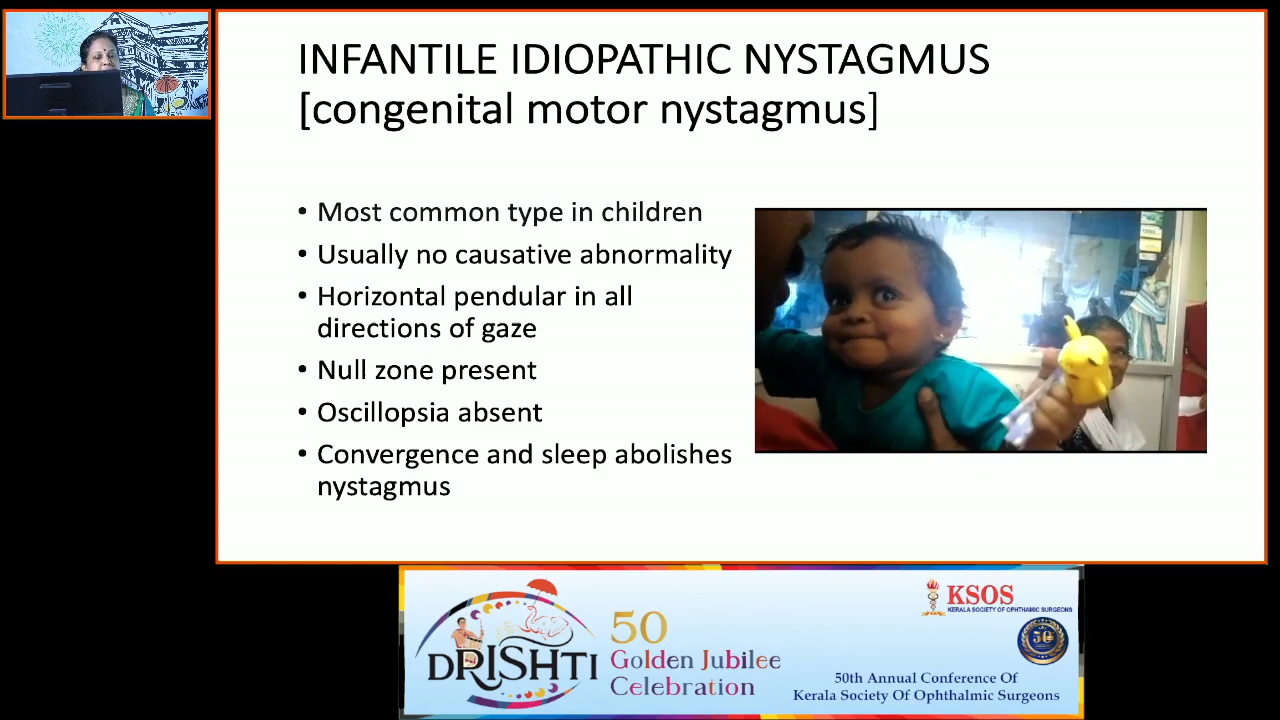 INFANTILE IDIOPATHIC NYSTAGMUS
[congenital motor nystagmus]
• Most common type in children
• Usually no causative abnormality
• Horizontal pendular in all
directions of gaze
• Null zone present
• Oscillopsia absent
• Convergence and sleep abolishes
nystagmus
DRISHTI
50
Golden Jubilee
Celebration
KSOS
KERALA SOCIETY OF OPHTHAMIC SURGEONS
50
50th Annual Conference Of
Kerala Society Of Ophthalmic Surgeons